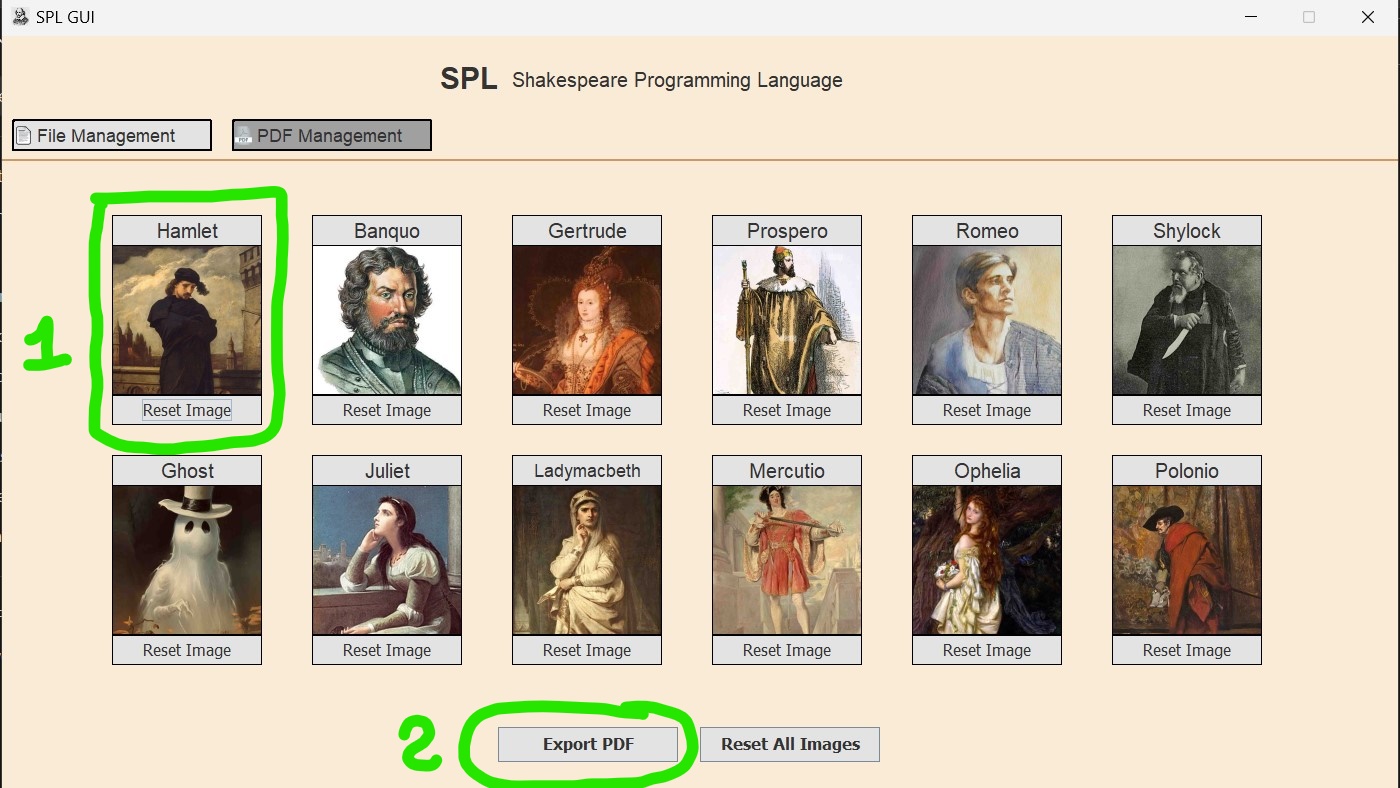 SPL GUI
SPL Shakespeare Programming Language
File Management PDF Management
Hamlet Banquo Gertrude Prospero Romeo Shylock
1
Reset Image Reset Image Reset Image Reset Image Reset Image Reset Image
Ghost Juliet Ladymacbeth Mercutio Ophelia Polonio
Reset Image Reset Image Reset Image Reset Image Reset Image Reset Image
2 Export PDF Reset All Images